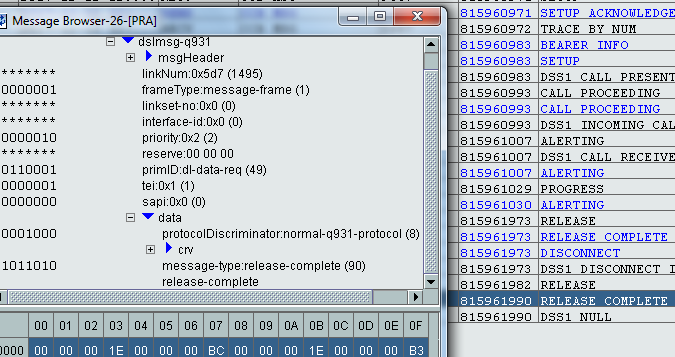 Message Browser-26-[PRA]
dslmsg-q931
msgHeader
******* linkNum:0x5d7 (1495)
0000001 frameType:message-frame (1)
******* linkset-no:0x0 (0)
******* interface-id:0x0 (0)
0000010 priority:0x2 (2)
******* reserve:00 00 00
0110001 primID:dl-data-req (49)
0000001 tei:0x1 (1)
sapi:0x0 (0)
data
0001000 protocolDiscriminator:normal-q931-protocol (8)
crv
1011010 message-type:release-complete (90)
release-complete
00 01 02 03 04 05 06 07 08 09 0A 0B 0C 0D 0E 0F
0000 00 00 00 1E 00 00 00 BC 00 00 00 1E 00 00 00 B3
815960971 SETUP ACKNOWLEDGE
815960972 TRACE BY NUM
815960983 BEARER INFO
815960983 SETUP
815960983 DSS1 CALL PRESENT
815960993 CALL PROCEEDING
815960993 CALL PROCEEDING
815960993 DSS1 INCOMING CAL
815961007 ALERTING
815961007 DSS1 CALL RECEIVE
815961007 ALERTING
815961029 PROGRESS
815961030 ALERTING
815961973 RELEASE
815961973 RELEASE COMPLETE
815961973 DISCONNECT
815961973 DSS1 DISCONNECT I
815961982 RELEASE
815961990 RELEASE COMPLETE
815961990 DSS1 NULL